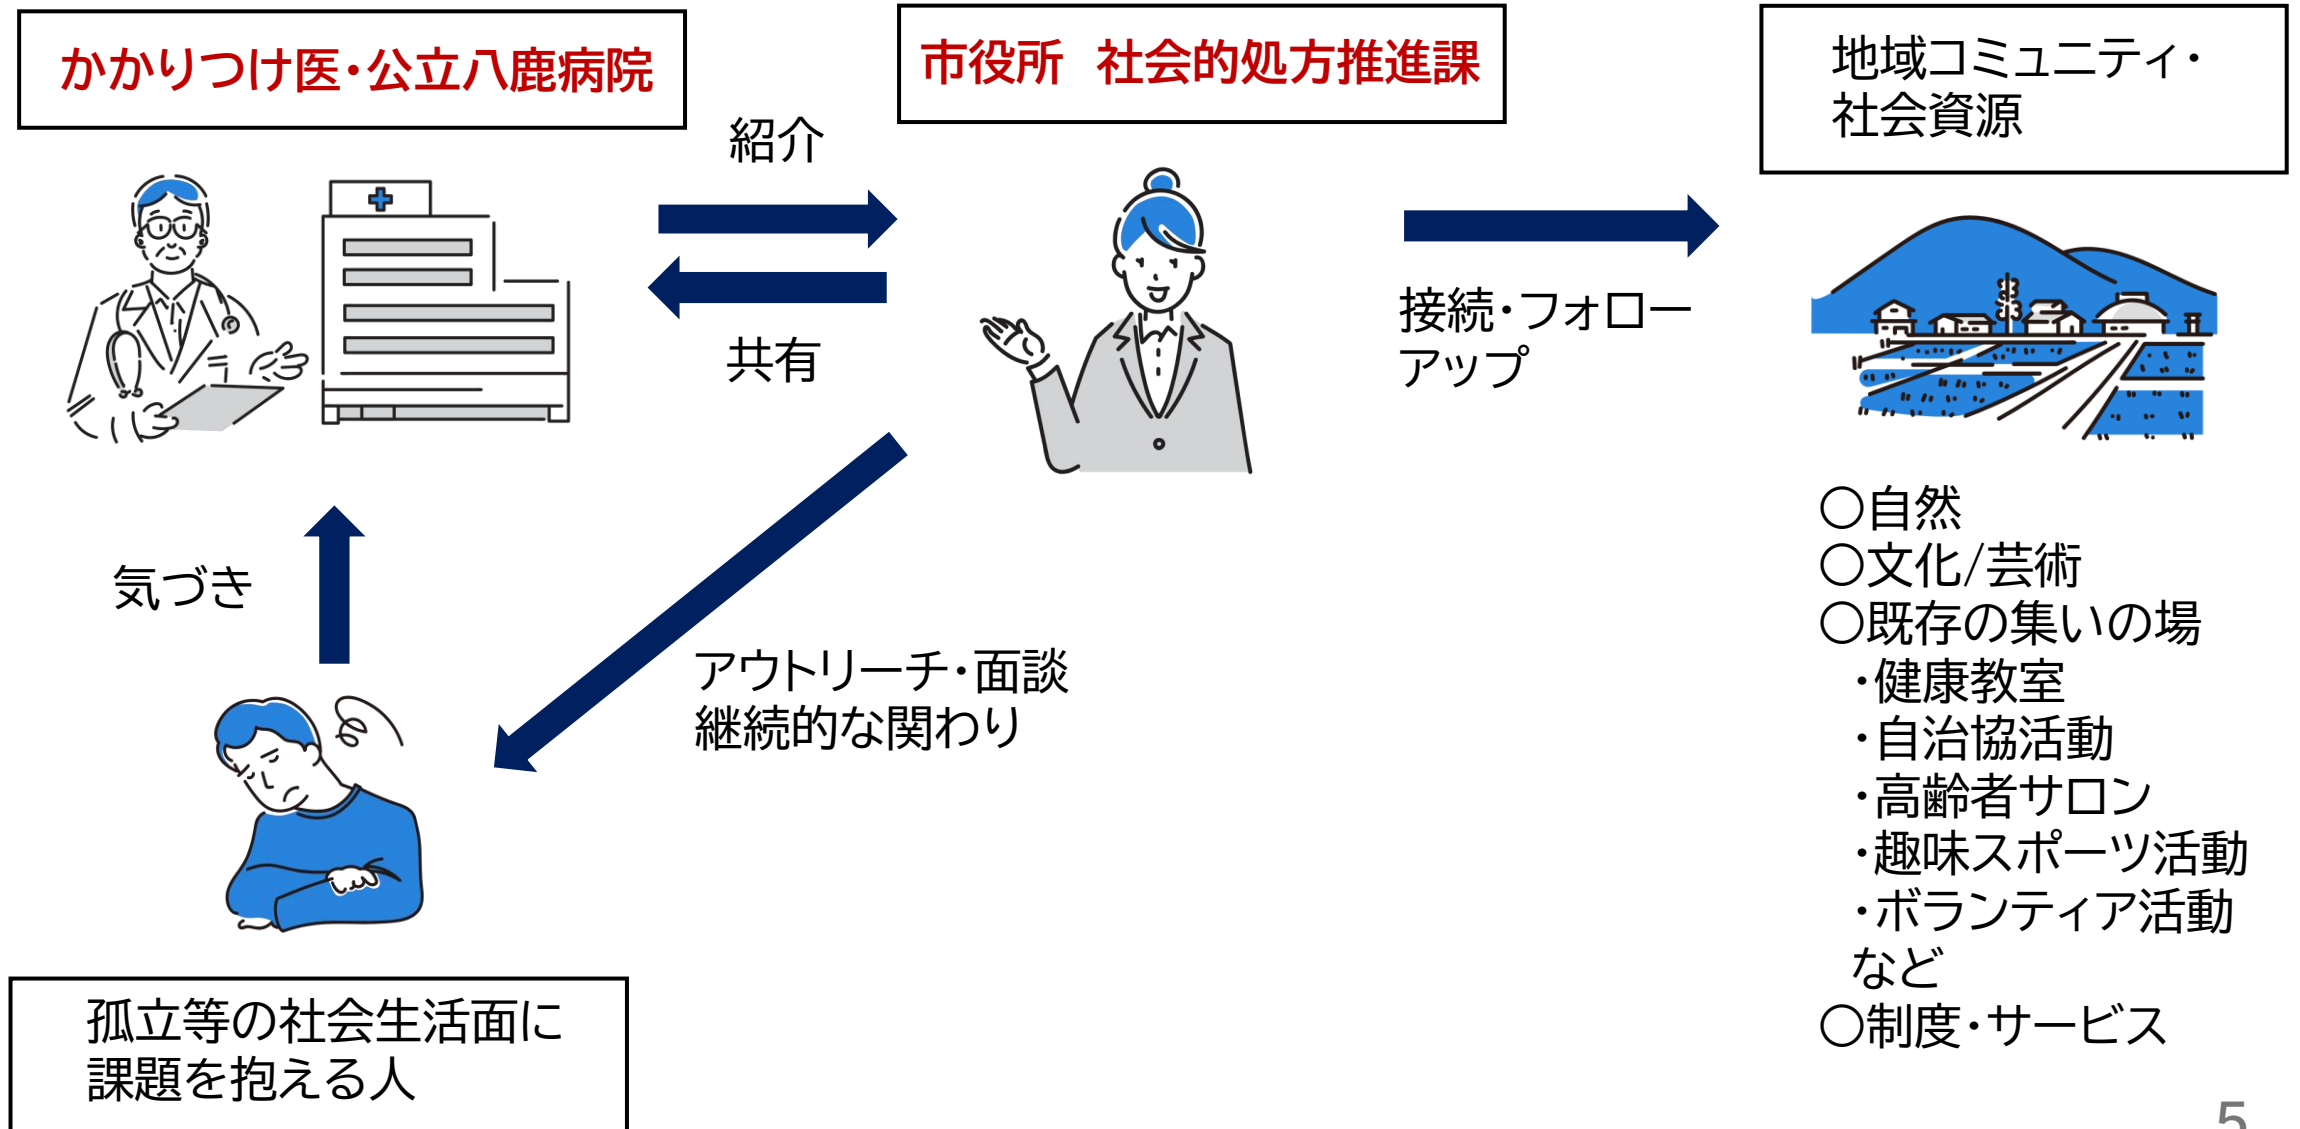 かかりつけ医・公立八鹿病院
市役所　社会的処方推進課
地域コミュニティ・
社会資源
紹介
共有
接続・フォロー
アップ
気づき
アウトリーチ・面談
継続的な関わり
孤立等の社会生活面に
課題を抱える人
○自然
○文化/芸術
○既存の集いの場
・健康教室
・自治協活動
・高齢者サロン
・趣味スポーツ活動
・ボランティア活動
など
○制度・サービス
5